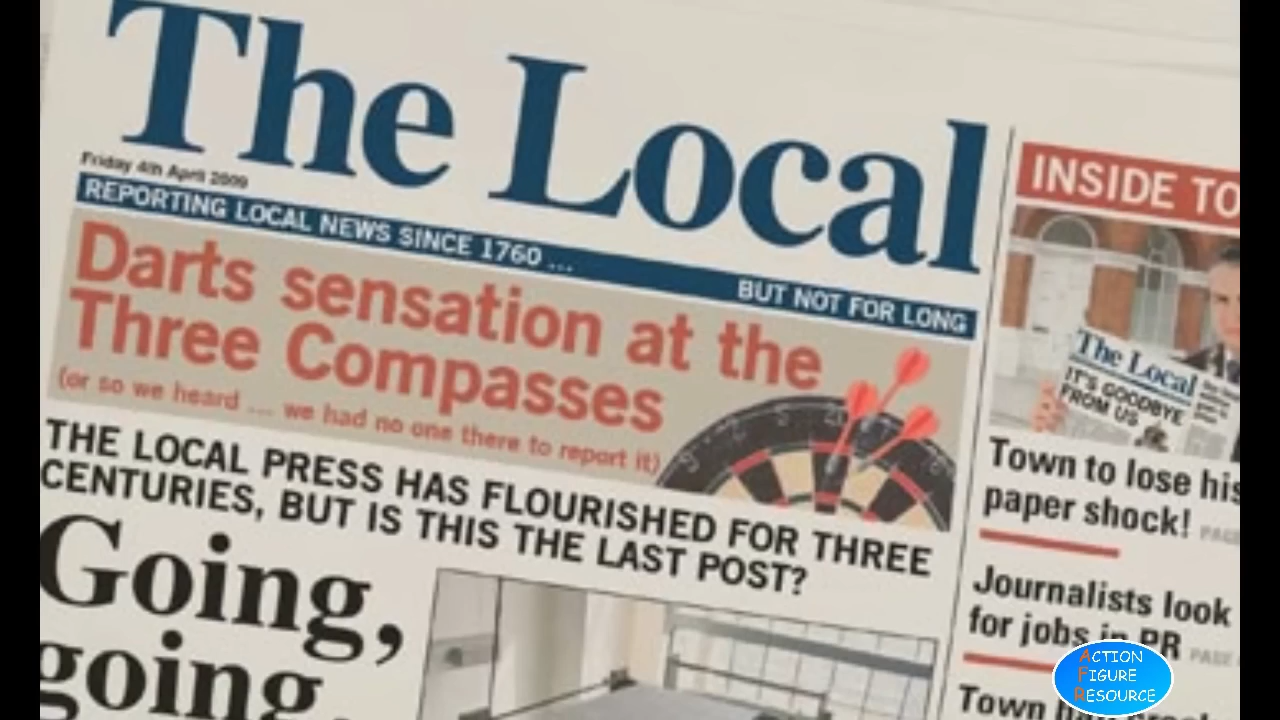 The Local
Friday 4th April 2009
REPORTING LOCAL NEWS SINCE 1760 ...
BUT NOT FOR LONG
Darts sensation at the
Three Compasses
(or so we heard ... we had no one there to report it)
THE LOCAL PRESS HAS FLOURISHED FOR THREE
CENTURIES, BUT IS THIS THE LAST POST?
Going,
going,
INSIDE TO
The Local
IT'S GOODBYE
FROM US
Town to lose his
paper shock!
Journalists look
for jobs in PR
Town
ACTION
FIGURE
RESOURCE